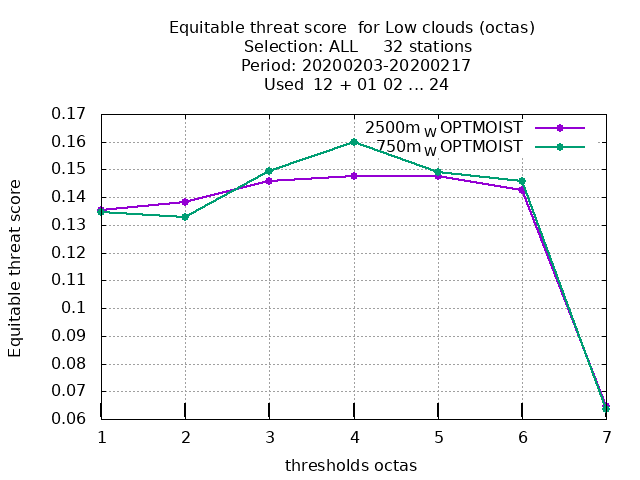 Equitable threat score  for Low clouds (octas)
Selection: ALL     32 stations
Period: 20200203-20200217
Used  12 + 01 02 ... 24
0.17
0.16
0.15
0.14
0.13
0.12
0.11
0.1
0.09
0.08
0.07
0.06
Equitable threat score
2500m W OPTMOIST
750m W OPTMOIST
1 2 3 4 5 6 7
thresholds octas